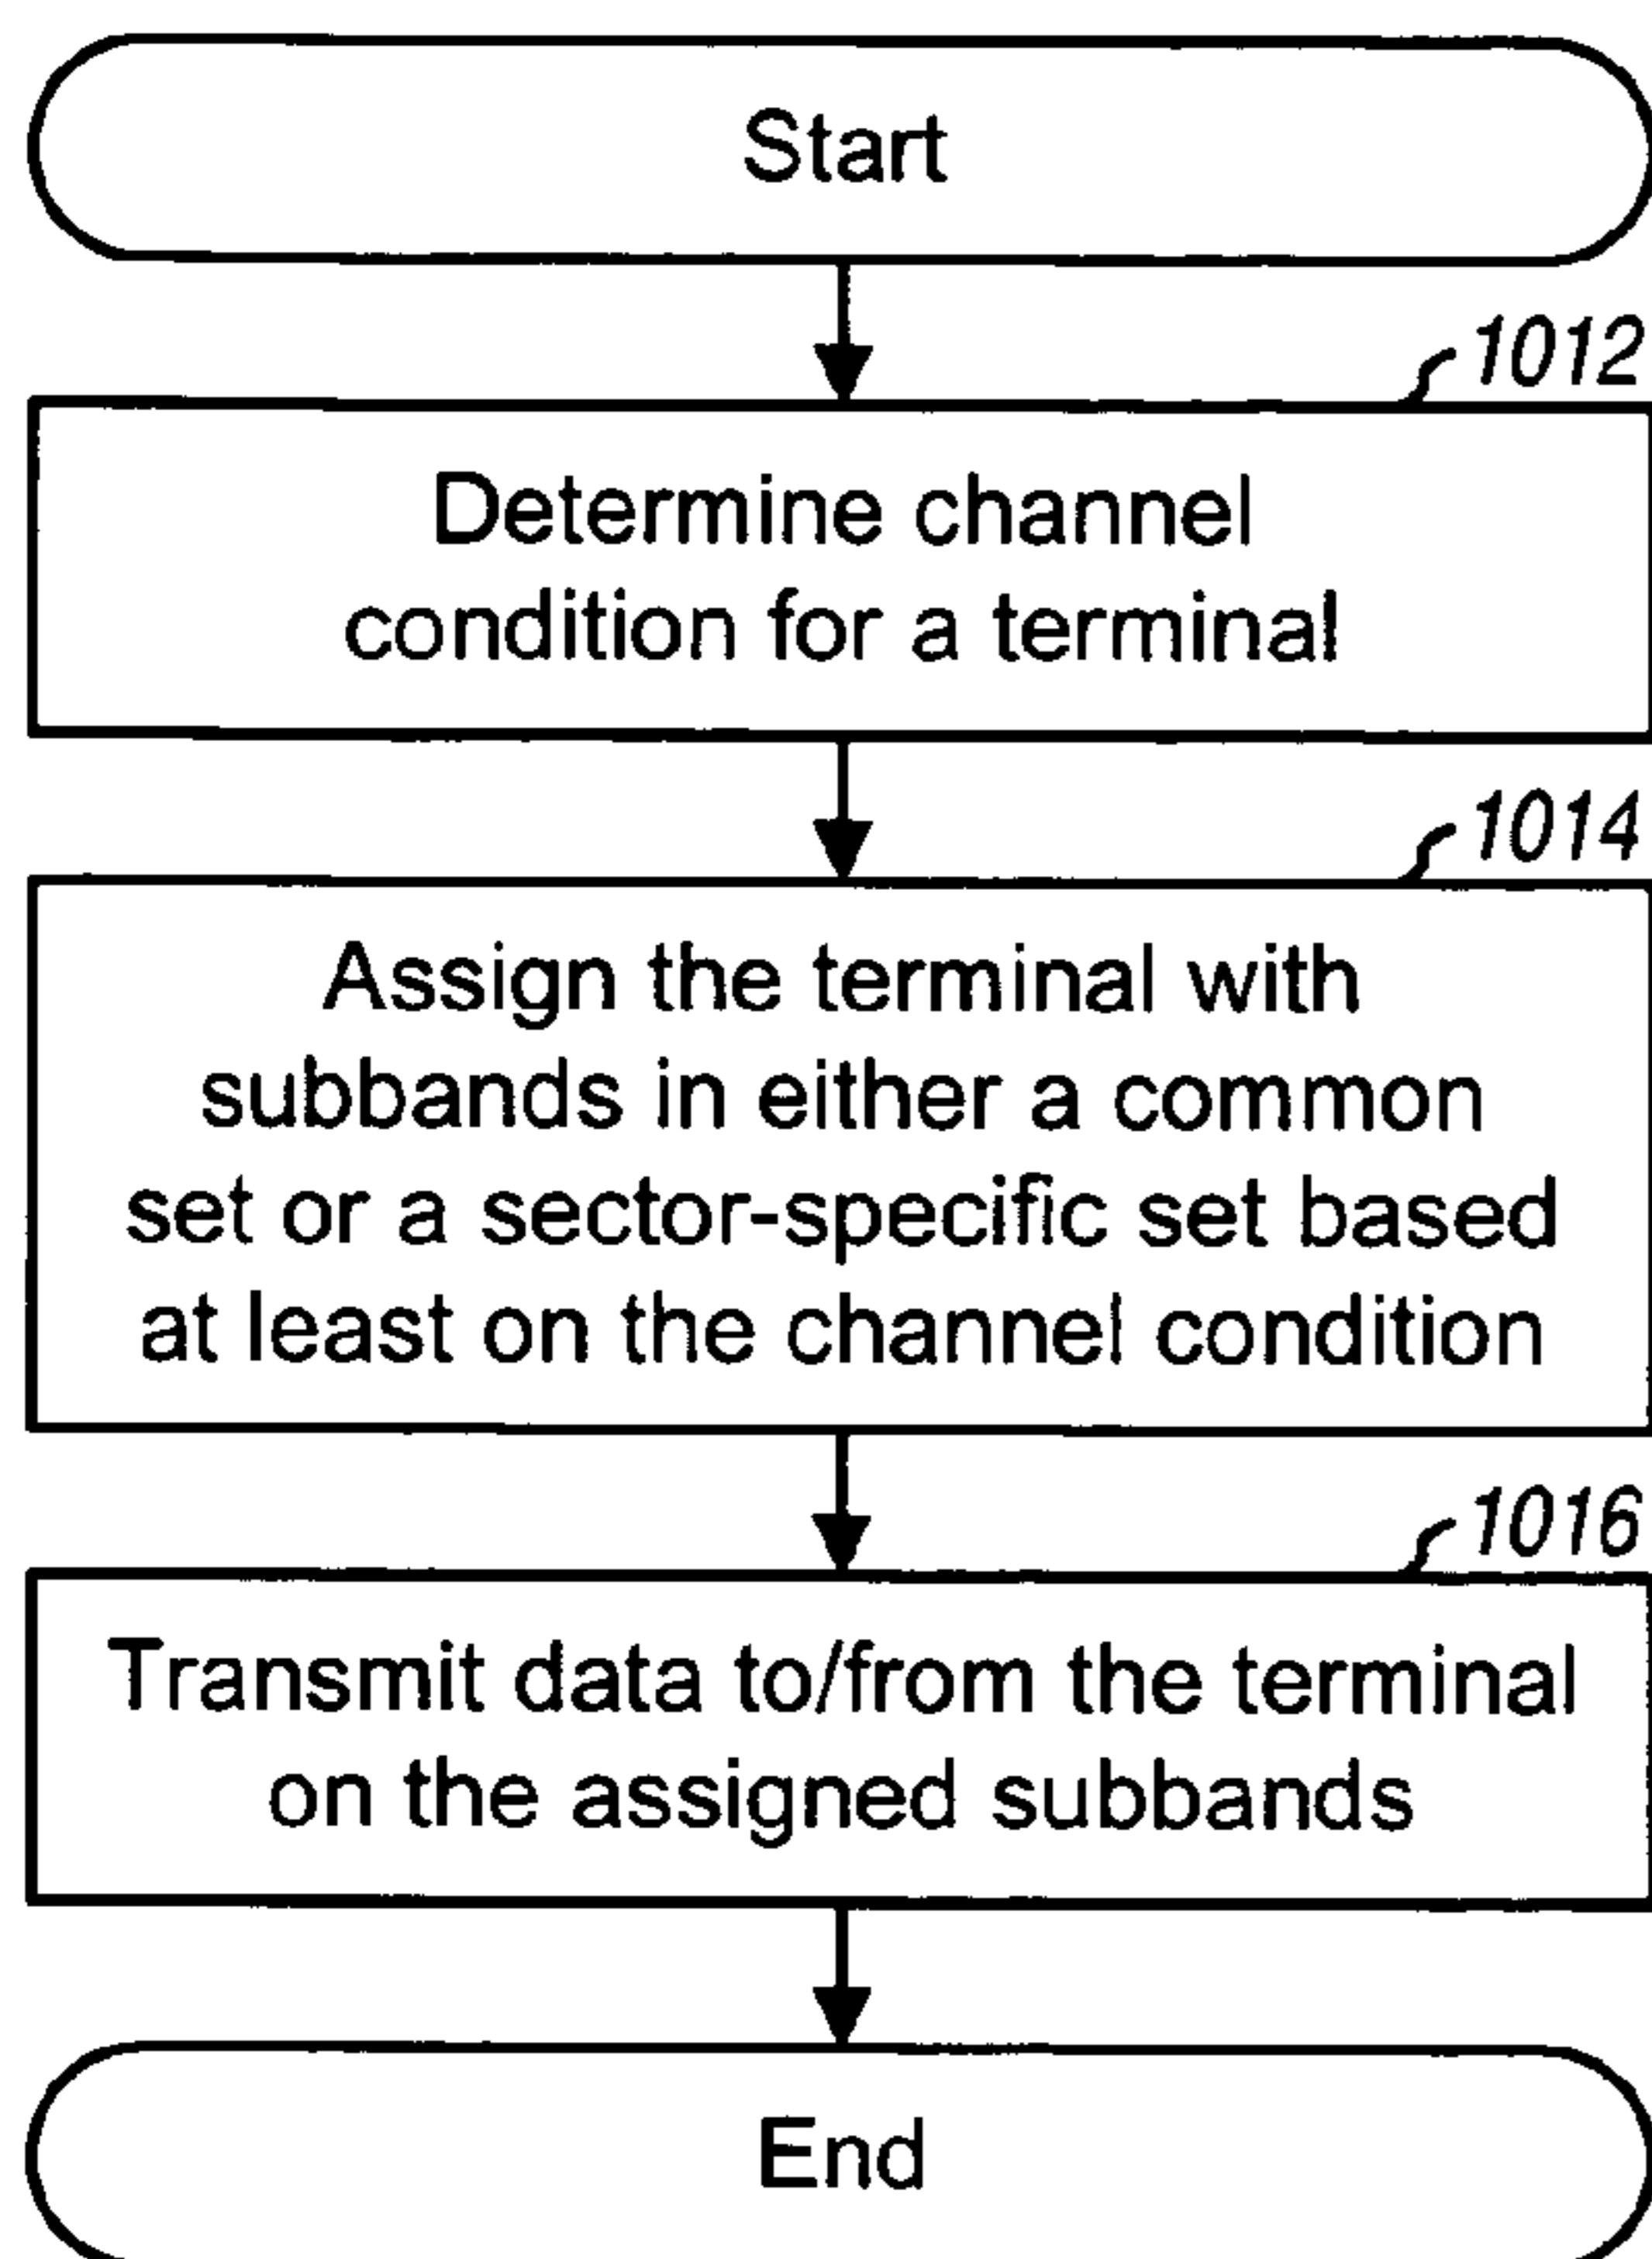 Start
1012
Determine channel
condition for a terminal
1014
Assign the terminal with
subbands in either a common
set or a sector-specific set based
at least on the channel condition
1016
Transmit data to/from the terminal
on the assigned subbands
End